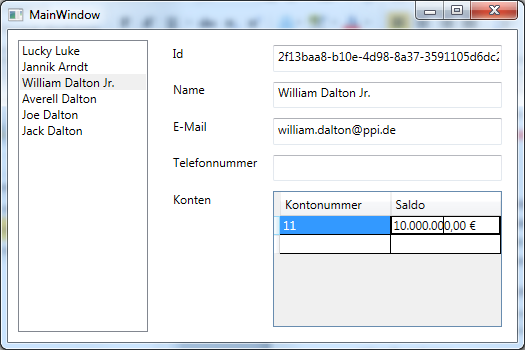 MainWindow
Lucky Luke
Jannik Arndt
William Dalton Jr.
Averell Dalton
Joe Dalton
Jack Dalton
Id
2f13baa8-b10e-4d98-8a37-3591105d6dc2
Name
William Dalton Jr.
E-Mail
william.dalton@ppi.de
Telefonnummer
Konten
Kontonummer Saldo
11 10.000.000,00 €